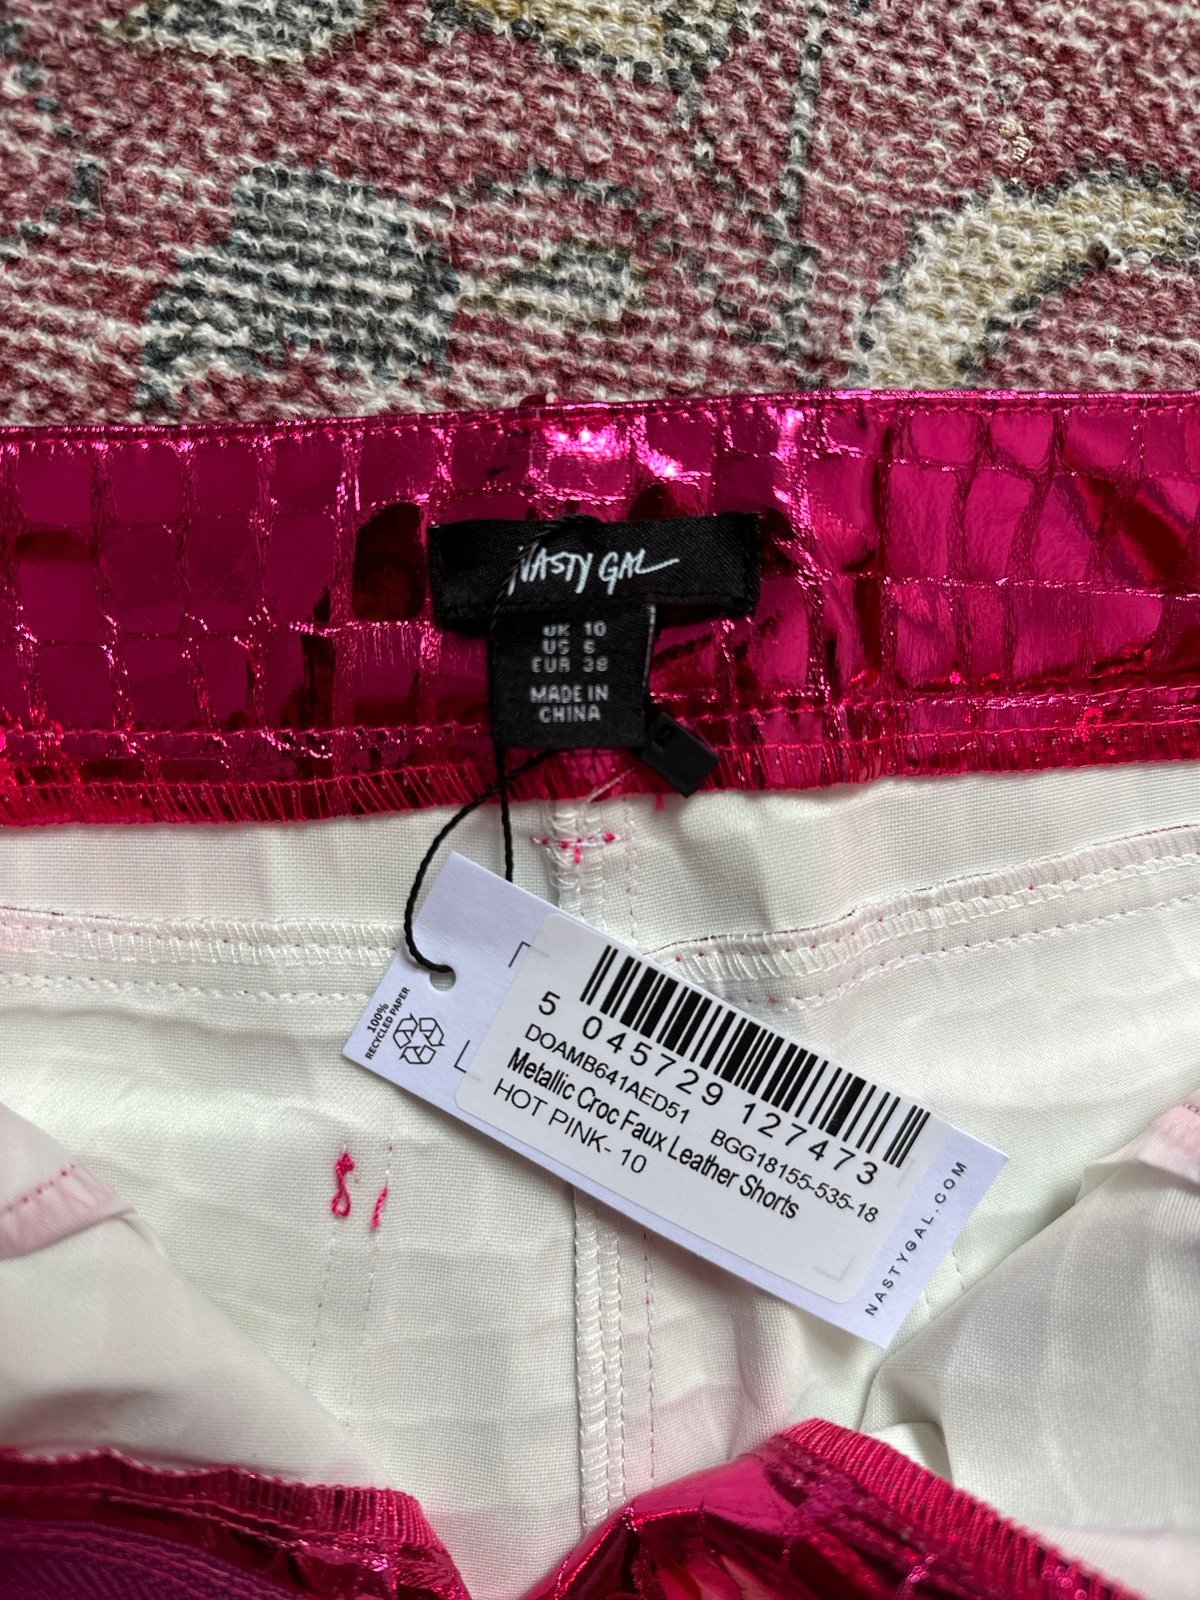 NASTY GAL
UK 10
US 6
EUR 38
MADE IN
CHINA
100%
RECYCLED PAPER
5 045729 127473
DOAMB641AED51 BGG18155-535-18
Metallic Croc Faux Leather Shorts
HOT PINK- 10
NASTYGAL.COM